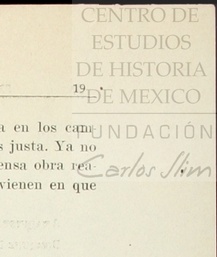 CENTRO DE
ESTUDIOS
DE HISTORIA
DE MEXICO
19
FUNDACIÓN
Carlos Slim
a en los cam
s justa. Ya no
ensa obra rea-
vienen en que